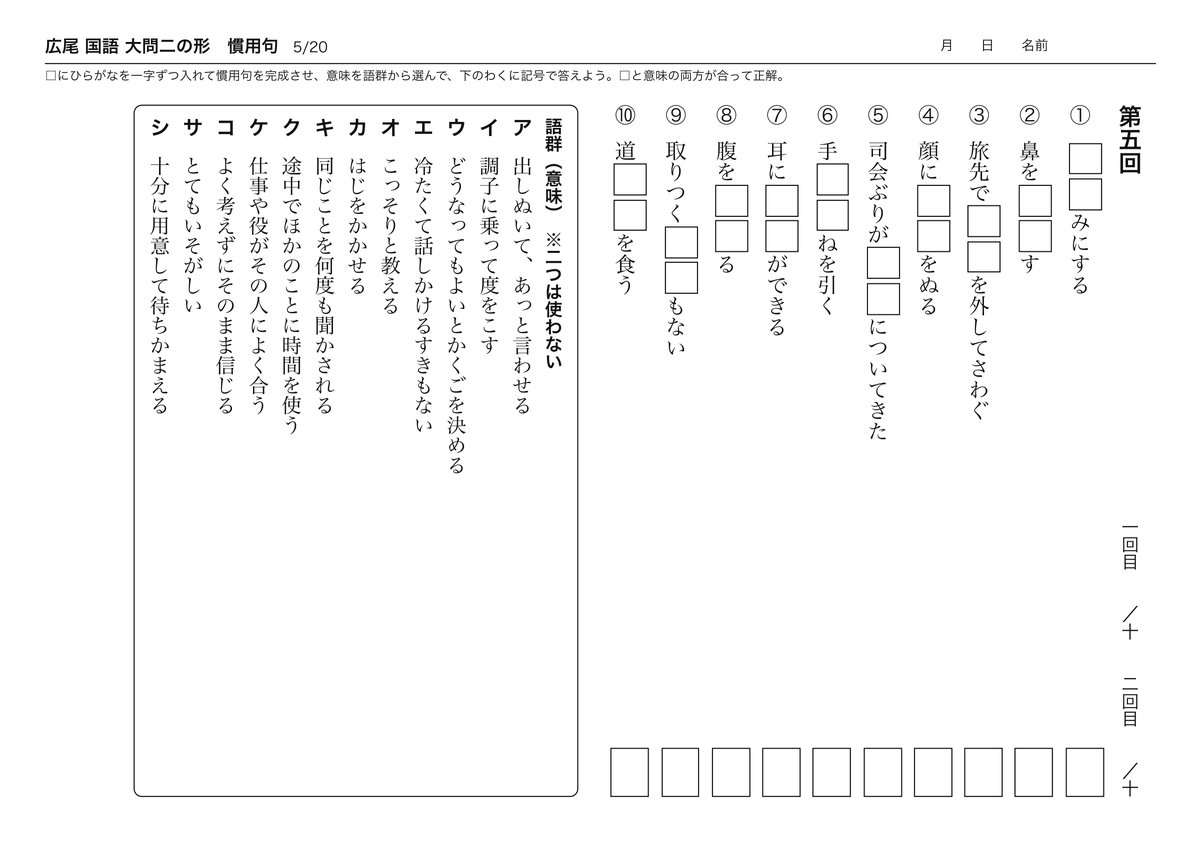 広尾 国語 大問二の形　慣用句　5/20
月　日　名前
□にひらがなを一字ずつ入れて慣用句を完成させ、意味を語群から選んで、下のわくに記号で答えよう。□と意味の両方が合って正解。
第五回　一回目　／十　二回目　／十
① □□みにする
② 鼻を□□す
③ 旅先で□□を外してさわぐ
④ 顔に□□をぬる
⑤ 司会ぶりが□□についてきた
⑥ 手□□ねを引く
⑦ 耳に□□ができる
⑧ 腹を□□る
⑨ 取りつく□□もない
⑩ 道□□を食う
語群（意味）　※二つは使わない
ア　出しぬいて、あっと言わせる
イ　調子に乗って度をこす
ウ　どうなってもよいとかくごを決める
エ　冷たくて話しかけるすきもない
オ　こっそりと教える
カ　はじをかかせる
キ　同じことを何度も聞かされる
ク　途中でほかのことに時間を使う
ケ　仕事や役がその人によく合う
コ　よく考えずにそのまま信じる
サ　とてもいそがしい
シ　十分に用意して待ちかまえる